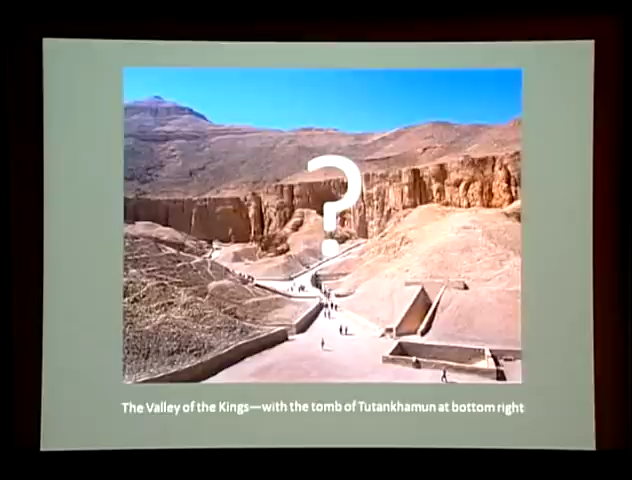 ?
The Valley of the Kings—with the tomb of Tutankhamun at bottom right